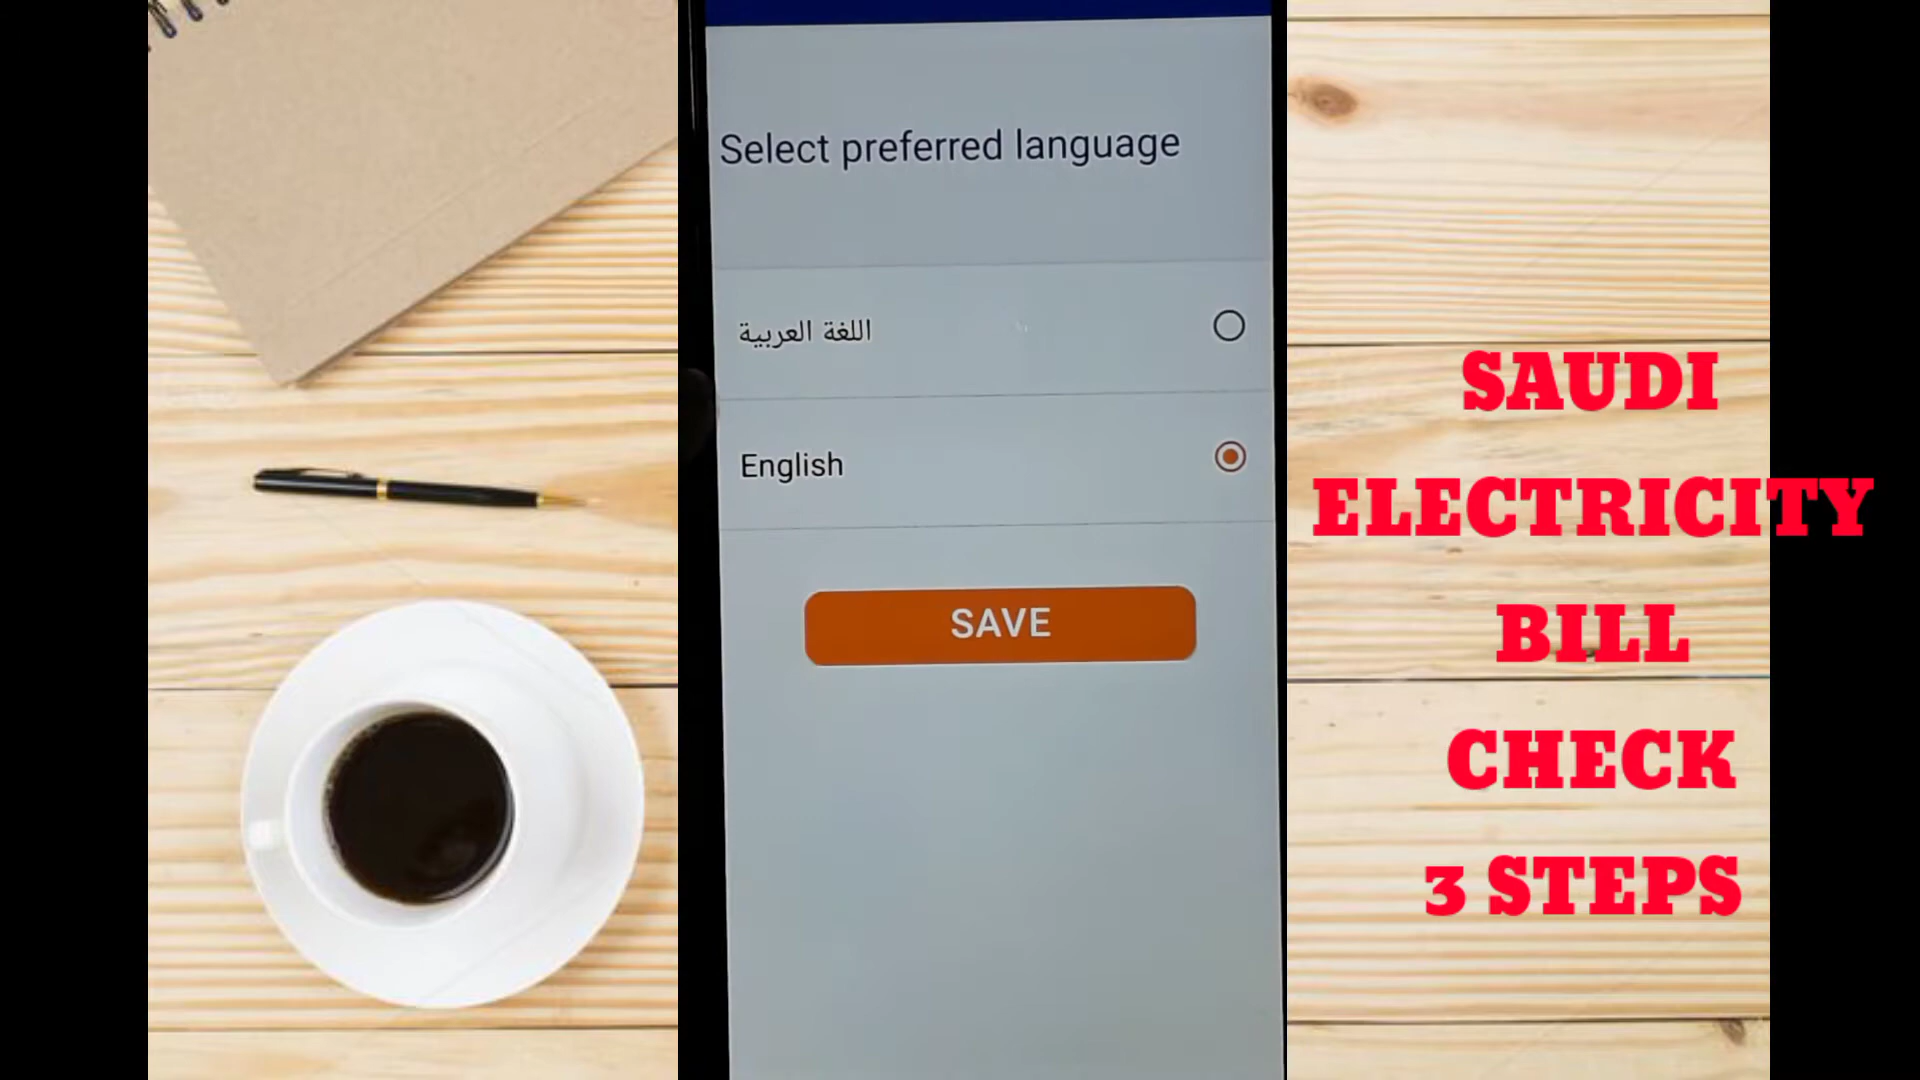 Select preferred language
اللغة العربية
English
SAVE
SAUDI
ELECTRICITY
BILL
CHECK
3 STEPS